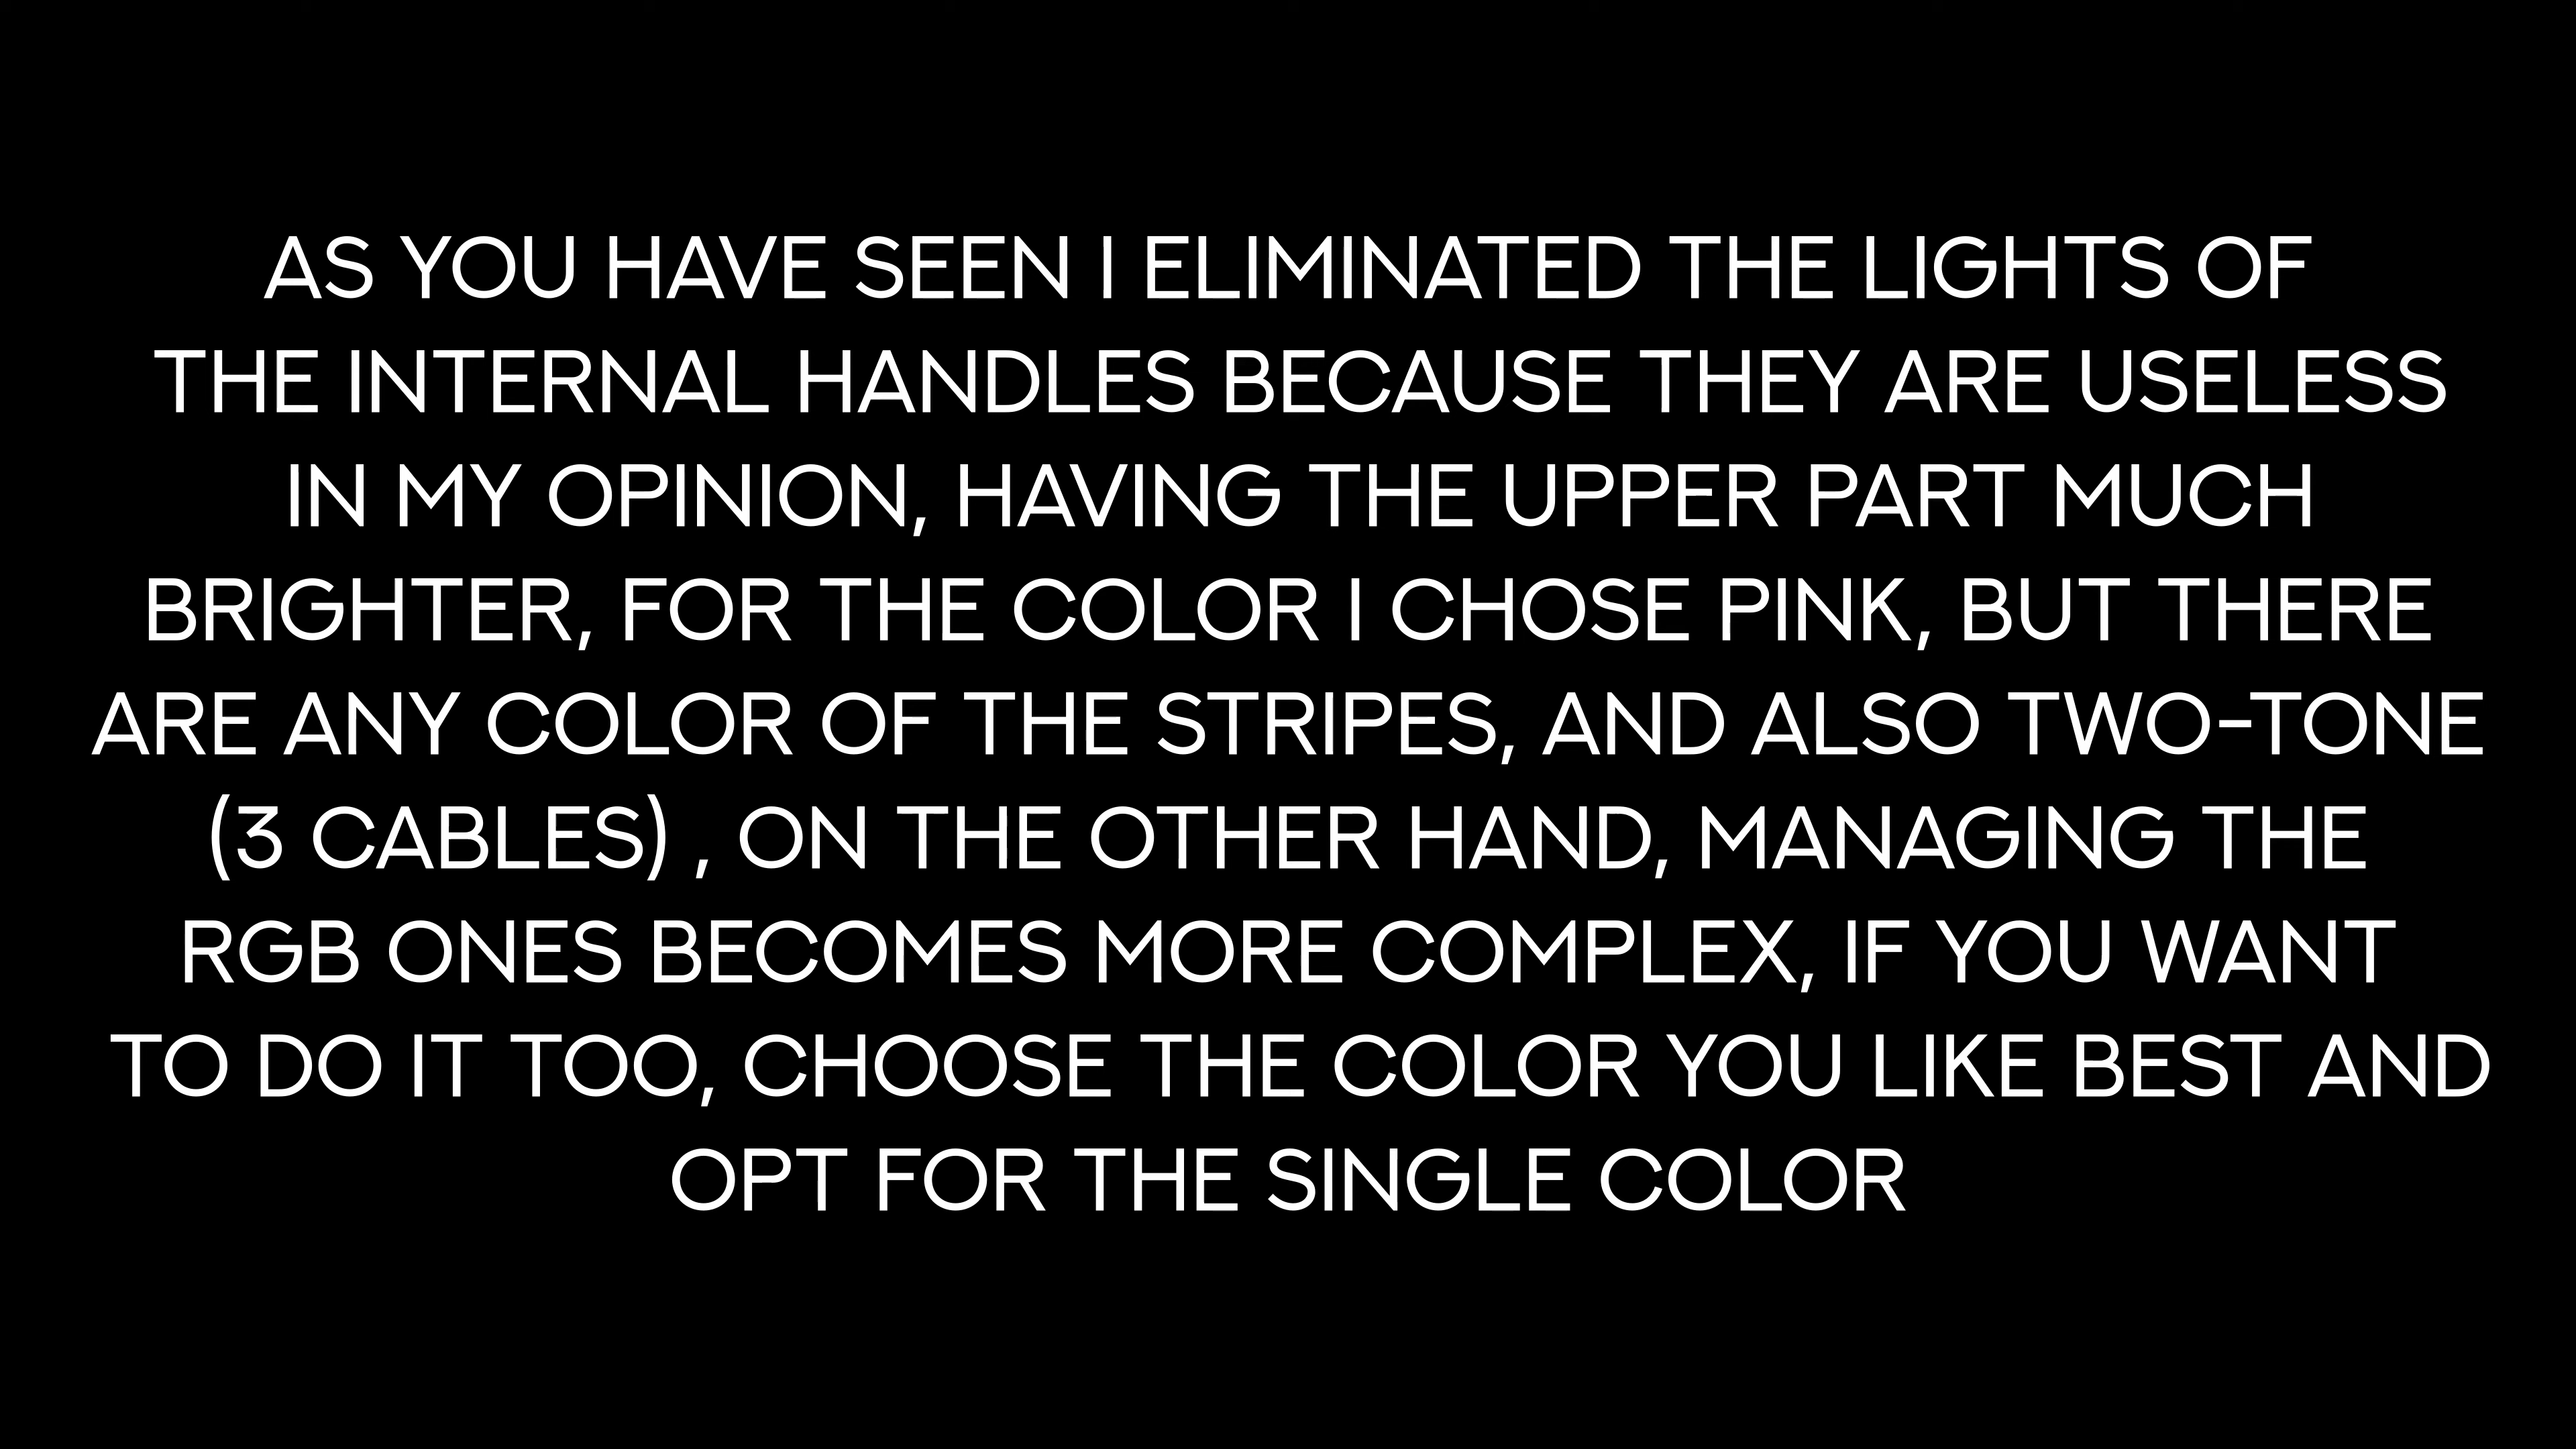 AS YOU HAVE SEEN I ELIMINATED THE LIGHTS OF
THE INTERNAL HANDLES BECAUSE THEY ARE USELESS
IN MY OPINION, HAVING THE UPPER PART MUCH
BRIGHTER, FOR THE COLOR I CHOSE PINK, BUT THERE
ARE ANY COLOR OF THE STRIPES, AND ALSO TWO-TONE
(3 CABLES) , ON THE OTHER HAND, MANAGING THE
RGB ONES BECOMES MORE COMPLEX, IF YOU WANT
TO DO IT TOO, CHOOSE THE COLOR YOU LIKE BEST AND
OPT FOR THE SINGLE COLOR